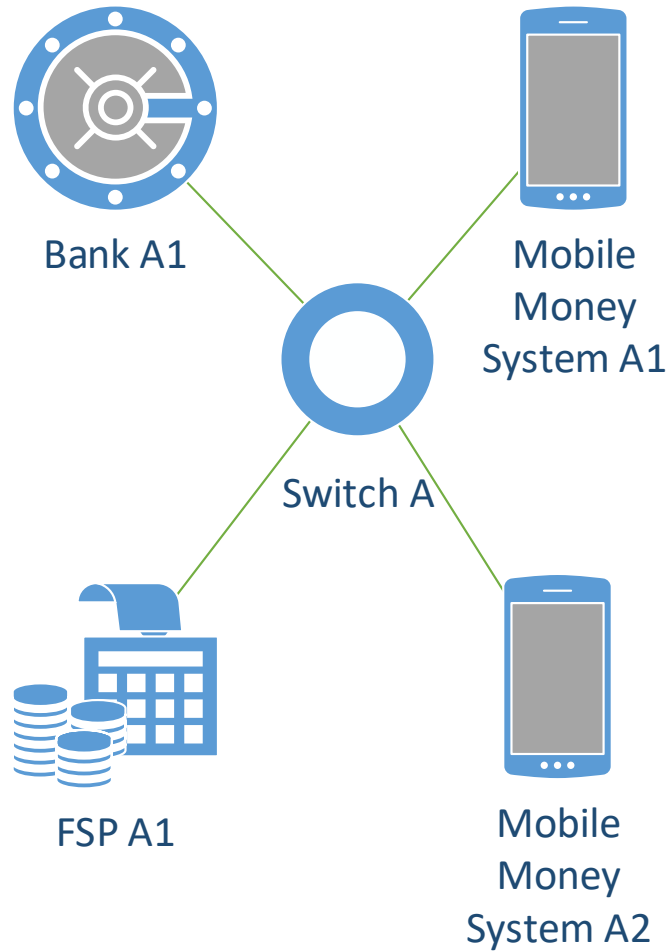 Bank A1
Mobile
Money
System A1
Switch A
FSP A1
Mobile
Money
System A2